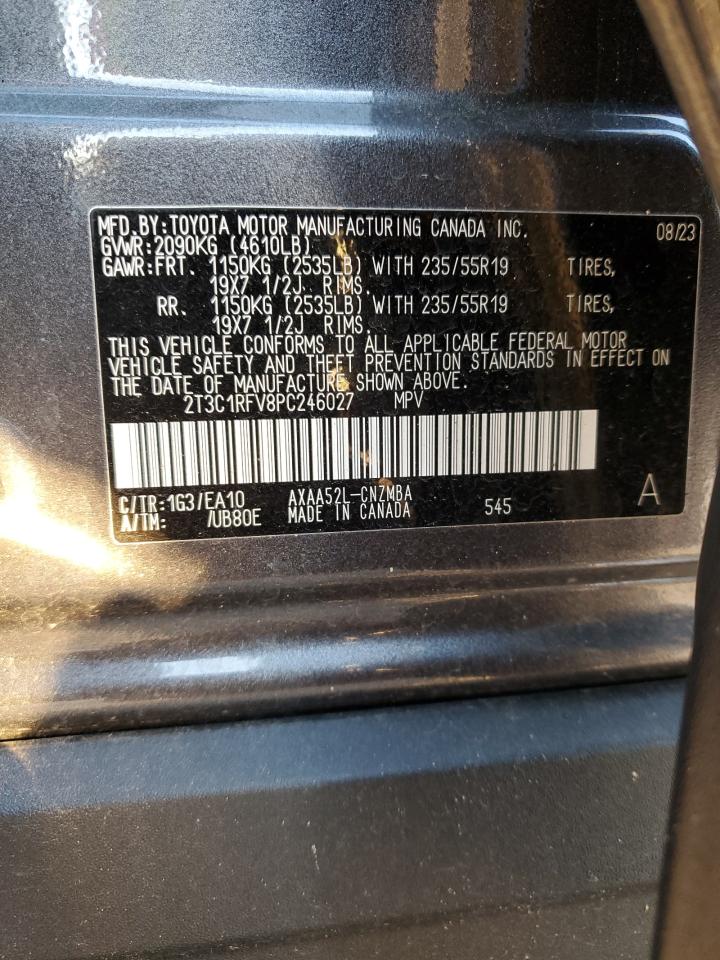 MFD.BY:TOYOTA MOTOR MANUFACTURING CANADA INC. 08/23
GVWR:2090KG (4610LB)
GAWR:FRT. 1150KG (2535LB) WITH 235/55R19 TIRES,
19X7 1/2J RIMS.
RR. 1150KG (2535LB) WITH 235/55R19 TIRES,
19X7 1/2J RIMS.
THIS VEHICLE CONFORMS TO ALL APPLICABLE FEDERAL MOTOR
VEHICLE SAFETY AND THEFT PREVENTION STANDARDS IN EFFECT ON
THE DATE OF MANUFACTURE SHOWN ABOVE.
2T3C1RFV8PC246027 MPV
C/TR:1G3/EA10 AXAA52L-CNZMBA A
A/TM: /UB80E MADE IN CANADA 545